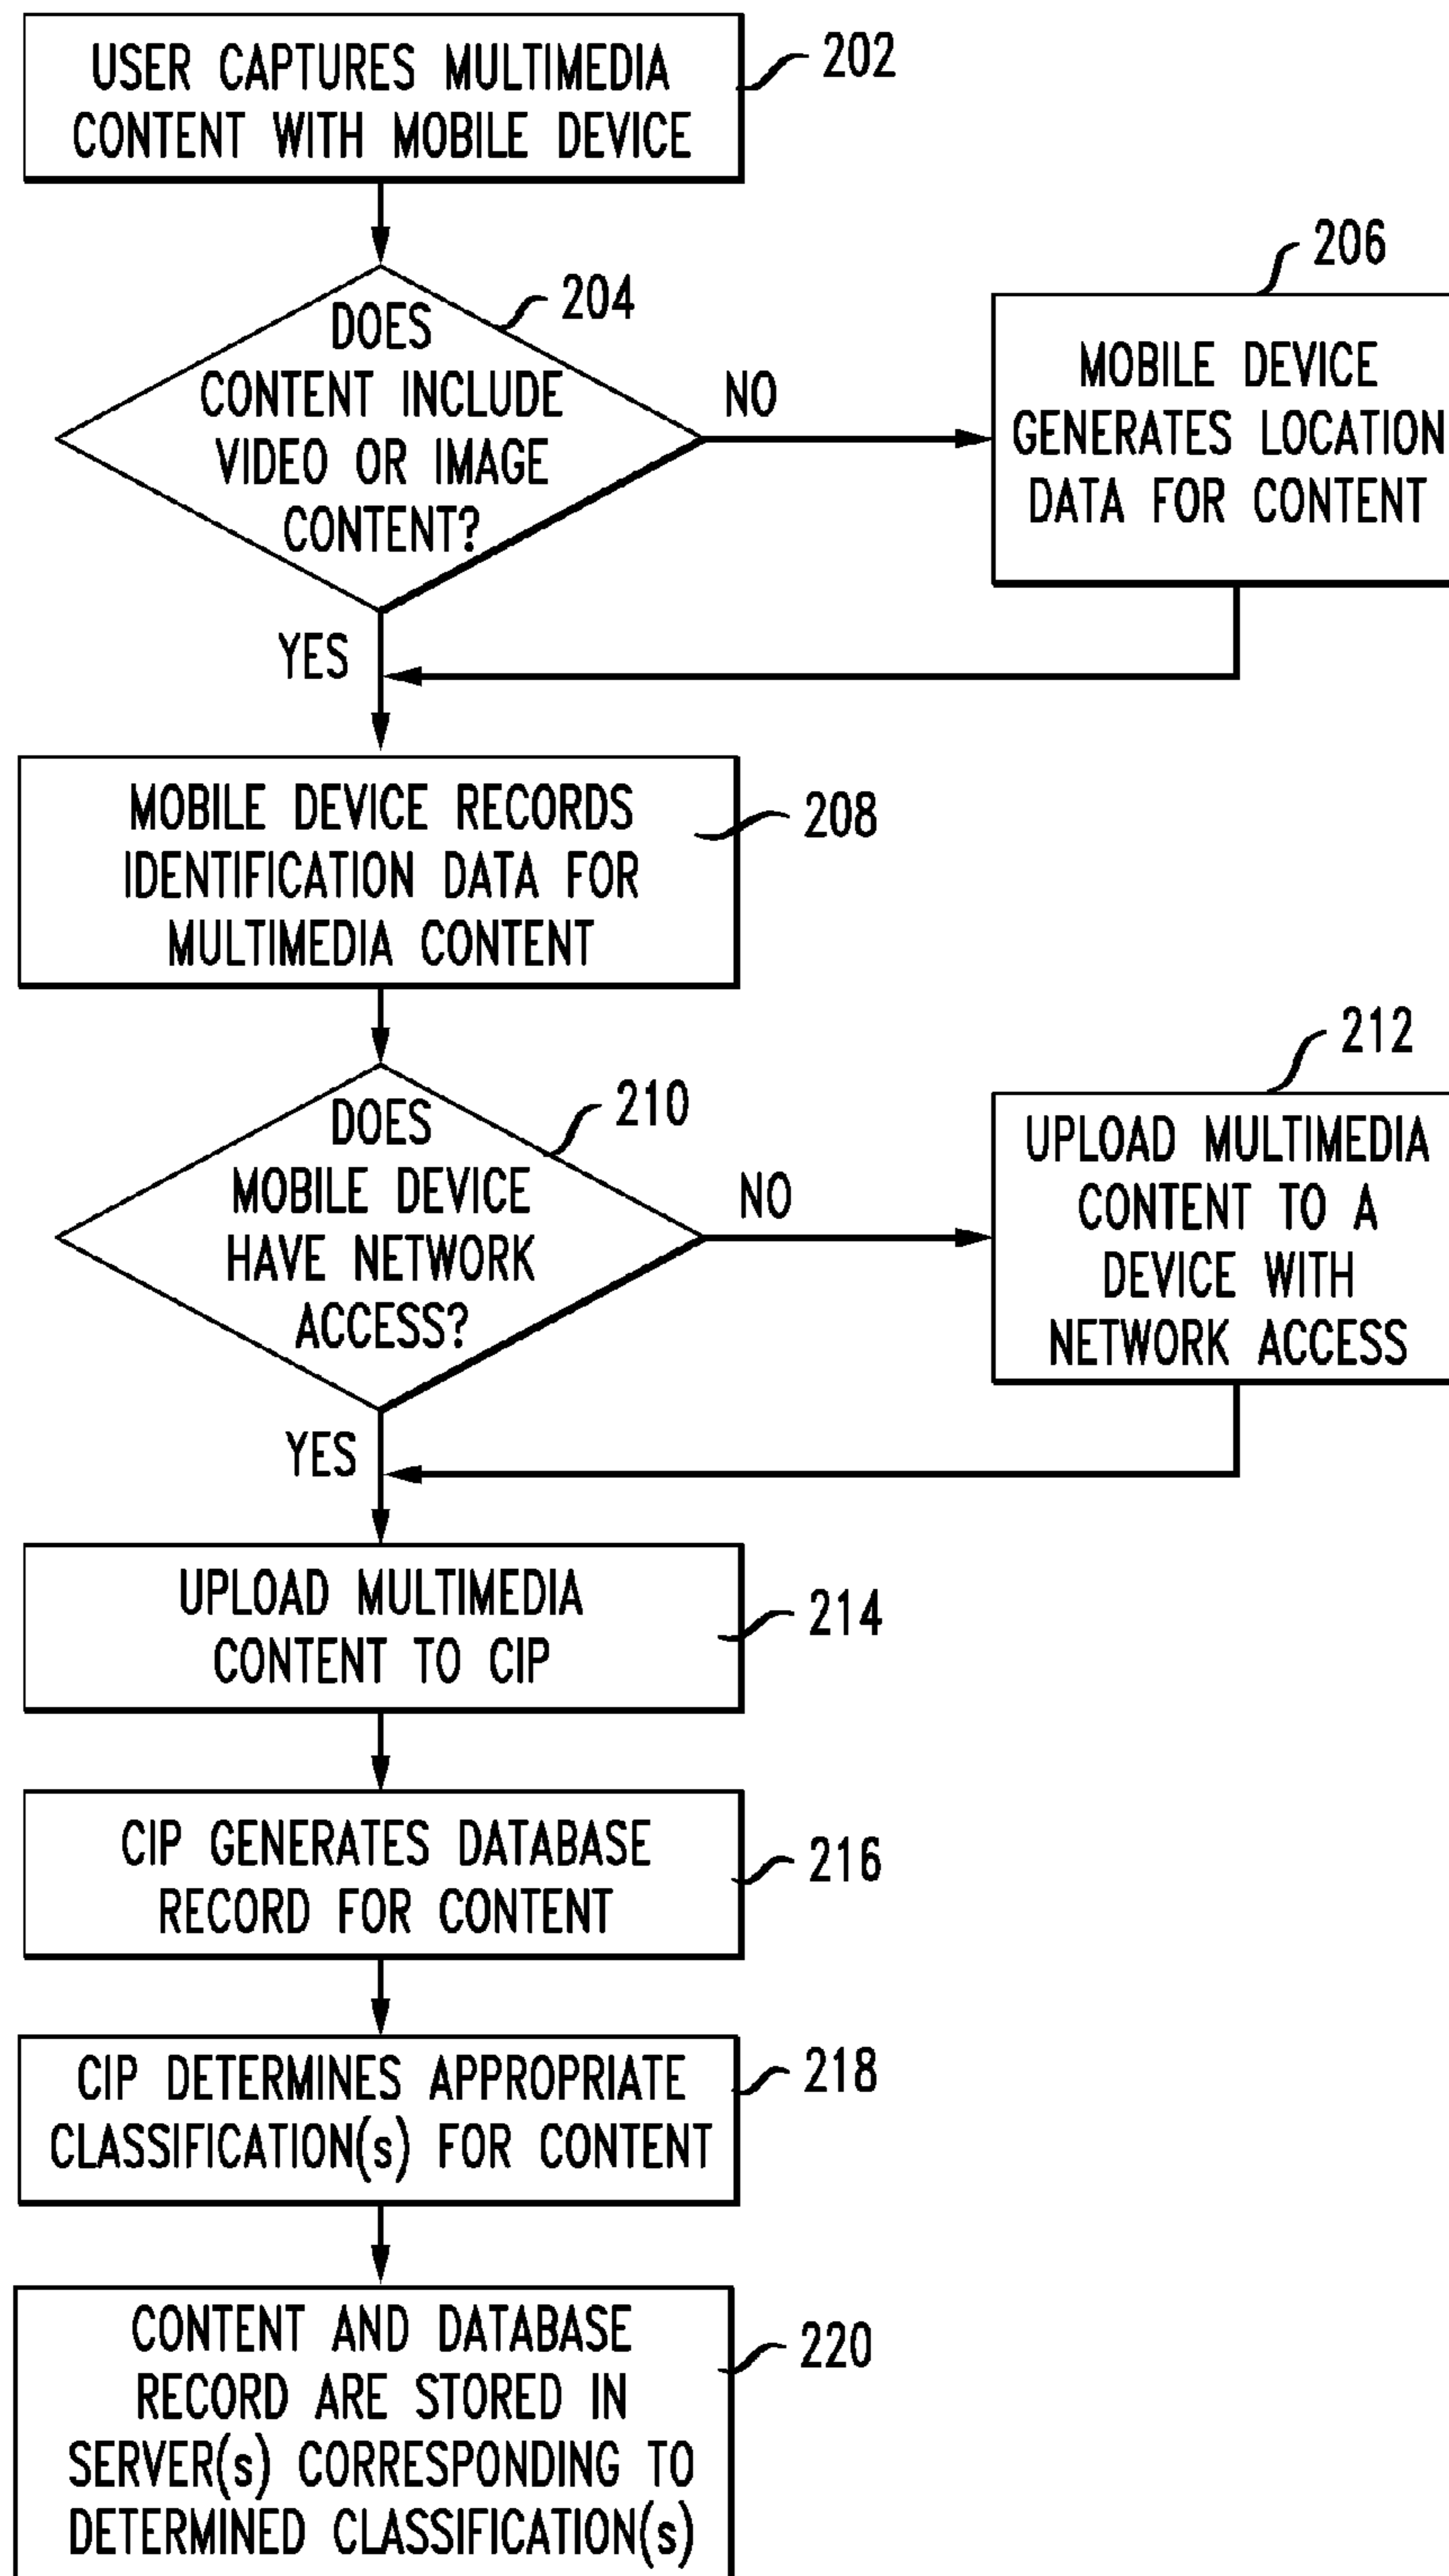 USER CAPTURES MULTIMEDIA
CONTENT WITH MOBILE DEVICE
202
DOES
CONTENT INCLUDE
VIDEO OR IMAGE
CONTENT?
204
NO
206
MOBILE DEVICE
GENERATES LOCATION
DATA FOR CONTENT
YES
MOBILE DEVICE RECORDS
IDENTIFICATION DATA FOR
MULTIMEDIA CONTENT
208
DOES
MOBILE DEVICE
HAVE NETWORK
ACCESS?
210
NO
212
UPLOAD MULTIMEDIA
CONTENT TO A
DEVICE WITH
NETWORK ACCESS
YES
UPLOAD MULTIMEDIA
CONTENT TO CIP
214
CIP GENERATES DATABASE
RECORD FOR CONTENT
216
CIP DETERMINES APPROPRIATE
CLASSIFICATION(s) FOR CONTENT
218
CONTENT AND DATABASE
RECORD ARE STORED IN
SERVER(s) CORRESPONDING TO
DETERMINED CLASSIFICATION(s)
220